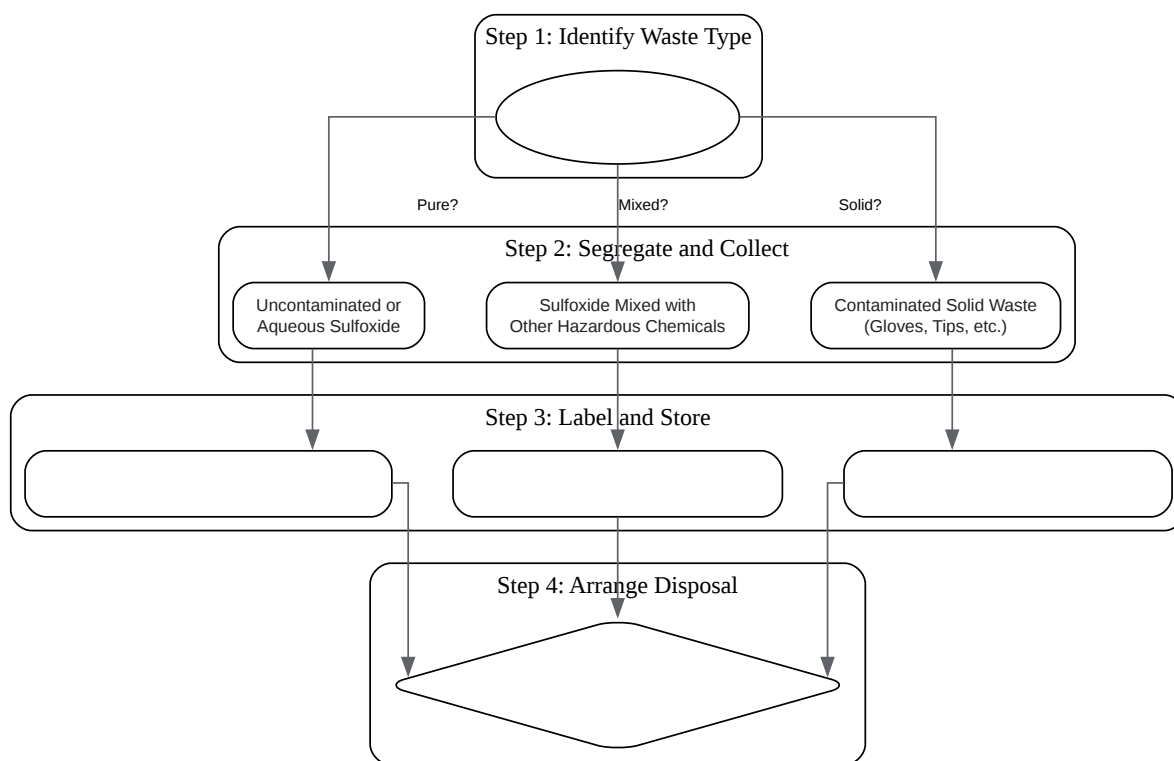 Step 1: Identify Waste Type
Pure?
Mixed?
Solid?
Step 2: Segregate and Collect
Uncontaminated or
Aqueous Sulfoxide
Sulfoxide Mixed with
Other Hazardous Chemicals
Contaminated Solid Waste
(Gloves, Tips, etc.)
Step 3: Label and Store
Step 4: Arrange Disposal